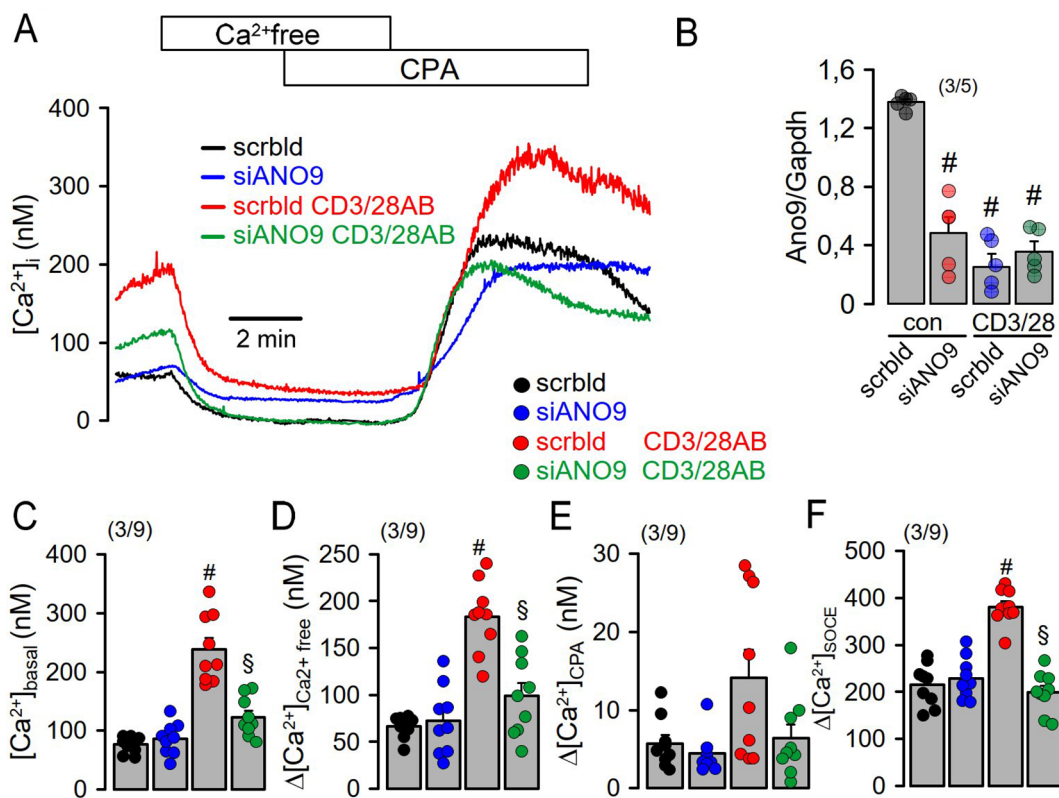 A
Ca²⁺free
CPA
[Ca²⁺]ᵢ (nM)
400
300
200
100
0
scrbld
siANO9
scrbld CD3/28AB
siANO9 CD3/28AB
2 min
scrbld
siANO9
scrbld CD3/28AB
siANO9 CD3/28AB
B
Ano9/Gapdh
1,6
1,2
0,8
0,4
0
(3/5)
#
#
#
con
CD3/28
scrbld
siANO9
scrbld
siANO9
C
(3/9)
[Ca²⁺]basal (nM)
400
300
200
100
0
#
§
D
(3/9)
Δ[Ca²⁺]Ca2+ free (nM)
250
200
150
100
50
0
#
§
E
(3/9)
Δ[Ca²⁺]CPA (nM)
30
20
10
0
F
(3/9)
Δ[Ca²⁺]SOCE
500
400
300
200
100
0
#
§